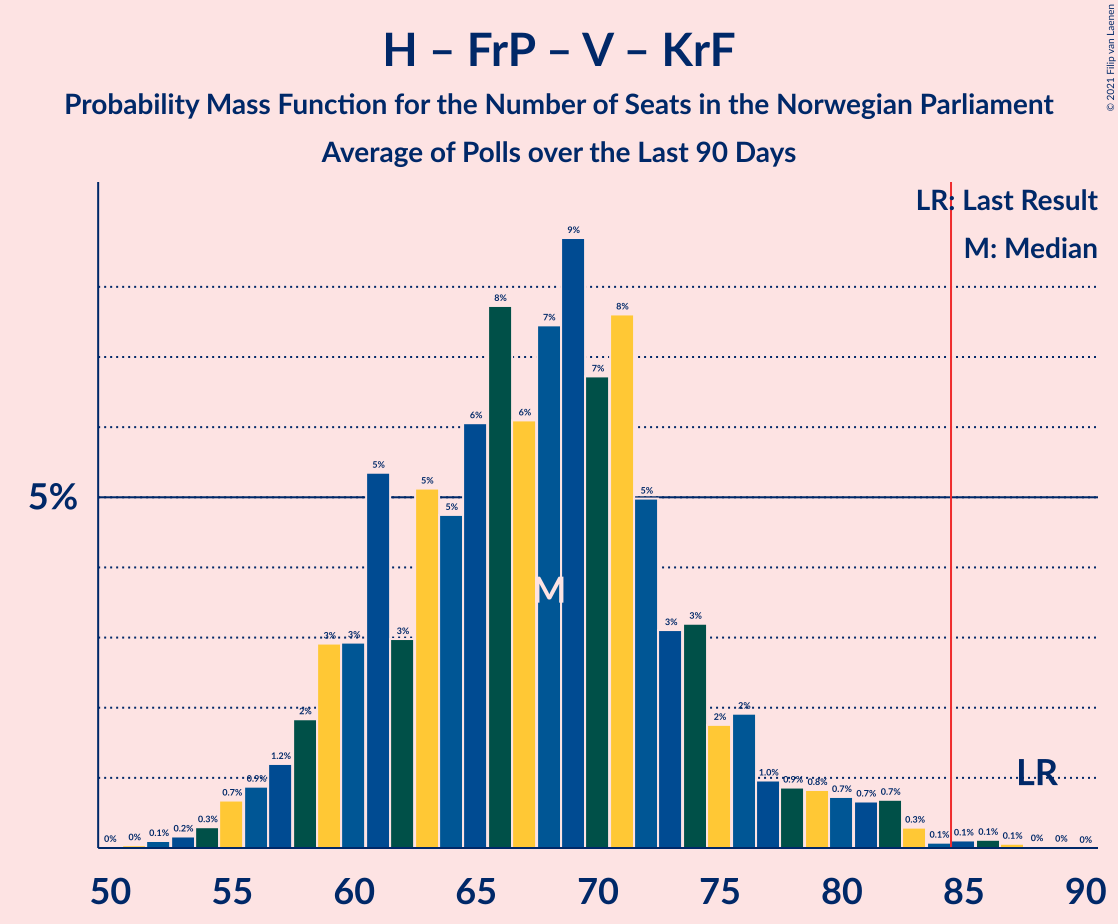 H – FrP – V – KrF
Probability Mass Function for the Number of Seats in the Norwegian Parliament
Average of Polls over the Last 90 Days
© 2021 Filip van Laenen
LR: Last Result
M: Median
5%
0% 0% 0.1% 0.2% 0.3% 0.7% 0.9% 1.2% 2% 3% 3% 5% 3% 5% 5% 6% 8% 6% 7% 9% 7% 8% 5% 3% 3% 2% 2% 1.0% 0.9% 0.8% 0.7% 0.7% 0.7% 0.3% 0.1% 0.1% 0.1% 0.1% 0% 0% 0%
M
LR
50 55 60 65 70 75 80 85 90